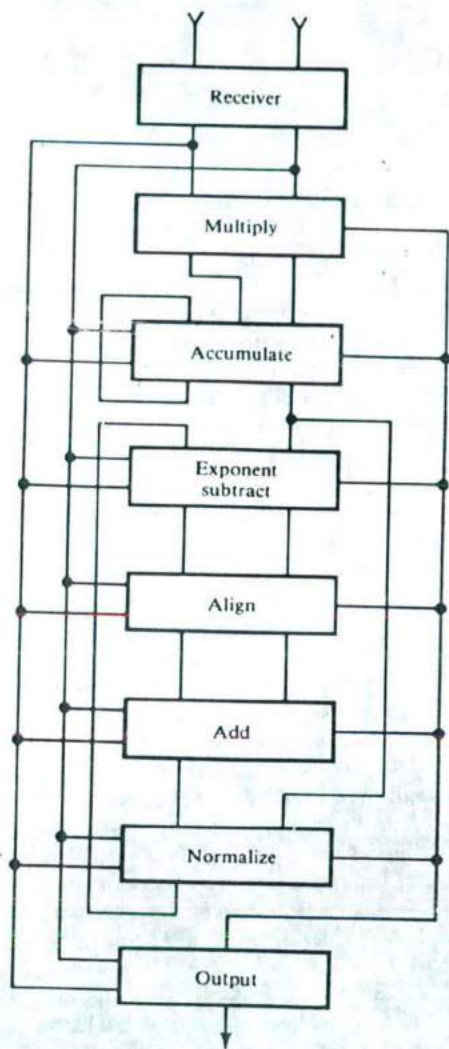 Receiver
Multiply
Accumulate
Exponent
subtract
Align
Add
Normalize
Output